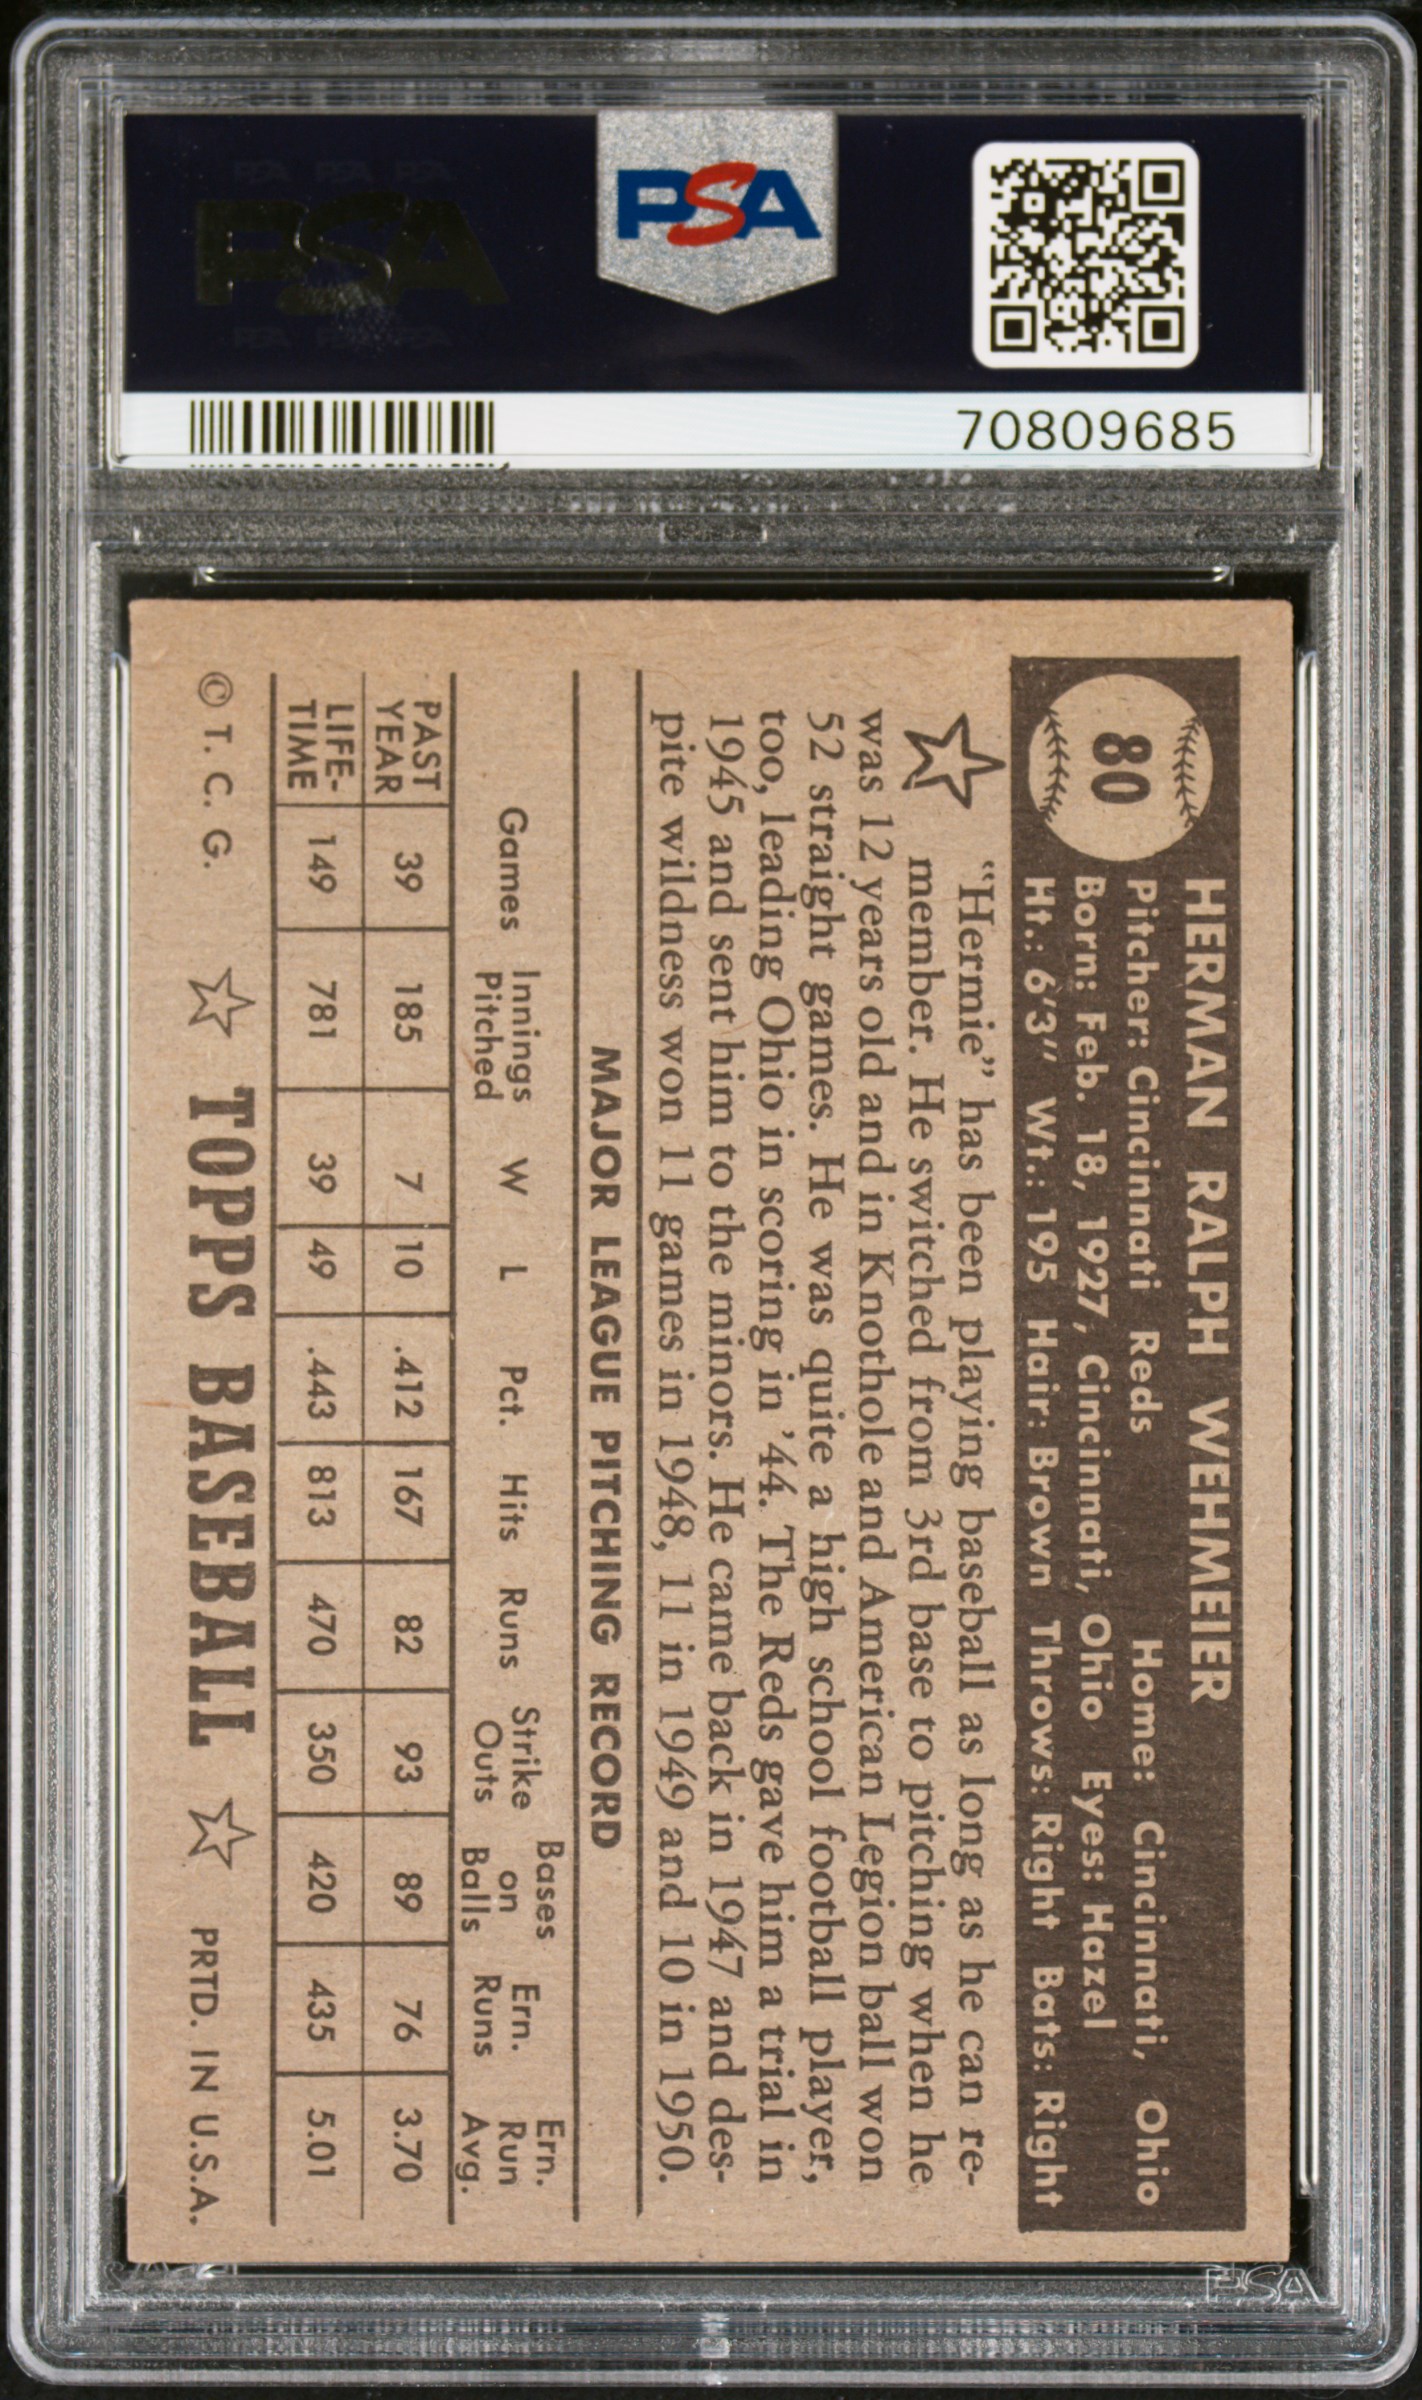 PSA PSA PSA
PSA
PSA
70809685
80
HERMAN RALPH WEHMEIER
Pitcher: Cincinnati Reds Home: Cincinnati, Ohio
Born: Feb. 18, 1927, Cincinnati, Ohio Eyes: Hazel
Ht.: 6'3" Wt.: 195 Hair: Brown Throws: Right Bats: Right
"Hermie" has been playing baseball as long as he can re-
member. He switched from 3rd base to pitching when he
was 12 years old and in Knothole and American Legion ball won
52 straight games. He was quite a high school football player,
too, leading Ohio in scoring in '44. The Reds gave him a trial in
1945 and sent him to the minors. He came back in 1947 and des-
pite wildness won 11 games in 1948, 11 in 1949 and 10 in 1950.
MAJOR LEAGUE PITCHING RECORD
Games Innings Pitched W L Pct. Hits Runs Strike Outs Bases on Balls Ern. Runs Ern. Run Avg.
PAST YEAR 39 185 7 10 .412 167 82 93 89 76 3.70
LIFE-TIME 149 781 39 49 .443 813 470 350 420 435 5.01
© T. C. G. TOPPS BASEBALL PRTD. IN U.S.A.
PSA